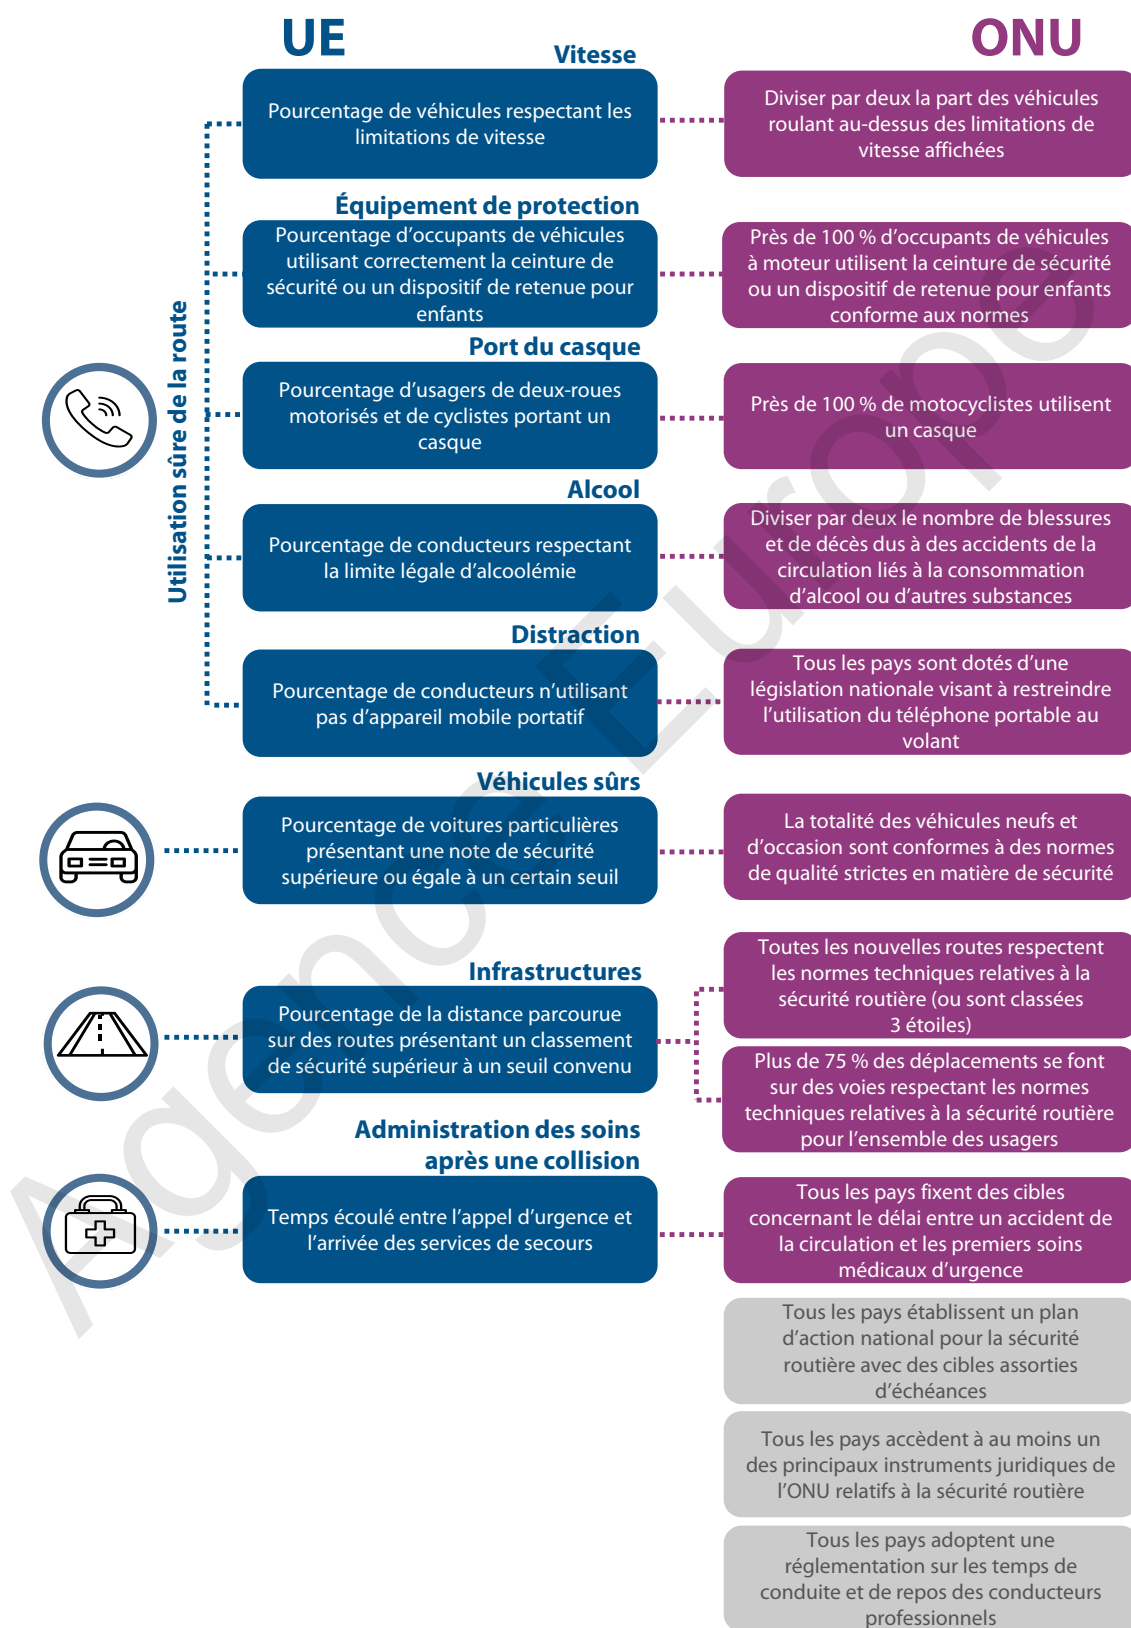 UE
ONU
Vitesse
Pourcentage de véhicules respectant les
limitations de vitesse
Diviser par deux la part des véhicules
roulant au-dessus des limitations de
vitesse affichées
Équipement de protection
Pourcentage d'occupants de véhicules
utilisant correctement la ceinture de
sécurité ou un dispositif de retenue pour
enfants
Près de 100 % d'occupants de véhicules
à moteur utilisent la ceinture de sécurité
ou un dispositif de retenue pour enfants
conforme aux normes
Utilisation sûre de la route
Port du casque
Pourcentage d'usagers de deux-roues
motorisés et de cyclistes portant un
casque
Près de 100 % de motocyclistes utilisent
un casque
Alcool
Pourcentage de conducteurs respectant
la limite légale d'alcoolémie
Diviser par deux le nombre de blessures
et de décès dus à des accidents de la
circulation liés à la consommation
d'alcool ou d'autres substances
Distraction
Pourcentage de conducteurs n'utilisant
pas d'appareil mobile portatif
Tous les pays sont dotés d'une
législation nationale visant à restreindre
l'utilisation du téléphone portable au
volant
Véhicules sûrs
Pourcentage de voitures particulières
présentant une note de sécurité
supérieure ou égale à un certain seuil
La totalité des véhicules neufs et
d'occasion sont conformes à des normes
de qualité strictes en matière de sécurité
Infrastructures
Pourcentage de la distance parcourue
sur des routes présentant un classement
de sécurité supérieur à un seuil convenu
Toutes les nouvelles routes respectent
les normes techniques relatives à la
sécurité routière (ou sont classées
3 étoiles)
Plus de 75 % des déplacements se font
sur des voies respectant les normes
techniques relatives à la sécurité routière
pour l'ensemble des usagers
Administration des soins
après une collision
Temps écoulé entre l'appel d'urgence et
l'arrivée des services de secours
Tous les pays fixent des cibles
concernant le délai entre un accident de
la circulation et les premiers soins
médicaux d'urgence
Tous les pays établissent un plan
d'action national pour la sécurité
routière avec des cibles assorties
d'échéances
Tous les pays accèdent à au moins un
des principaux instruments juridiques de
l'ONU relatifs à la sécurité routière
Tous les pays adoptent une
réglementation sur les temps de
conduite et de repos des conducteurs
professionnels
Agence Europe